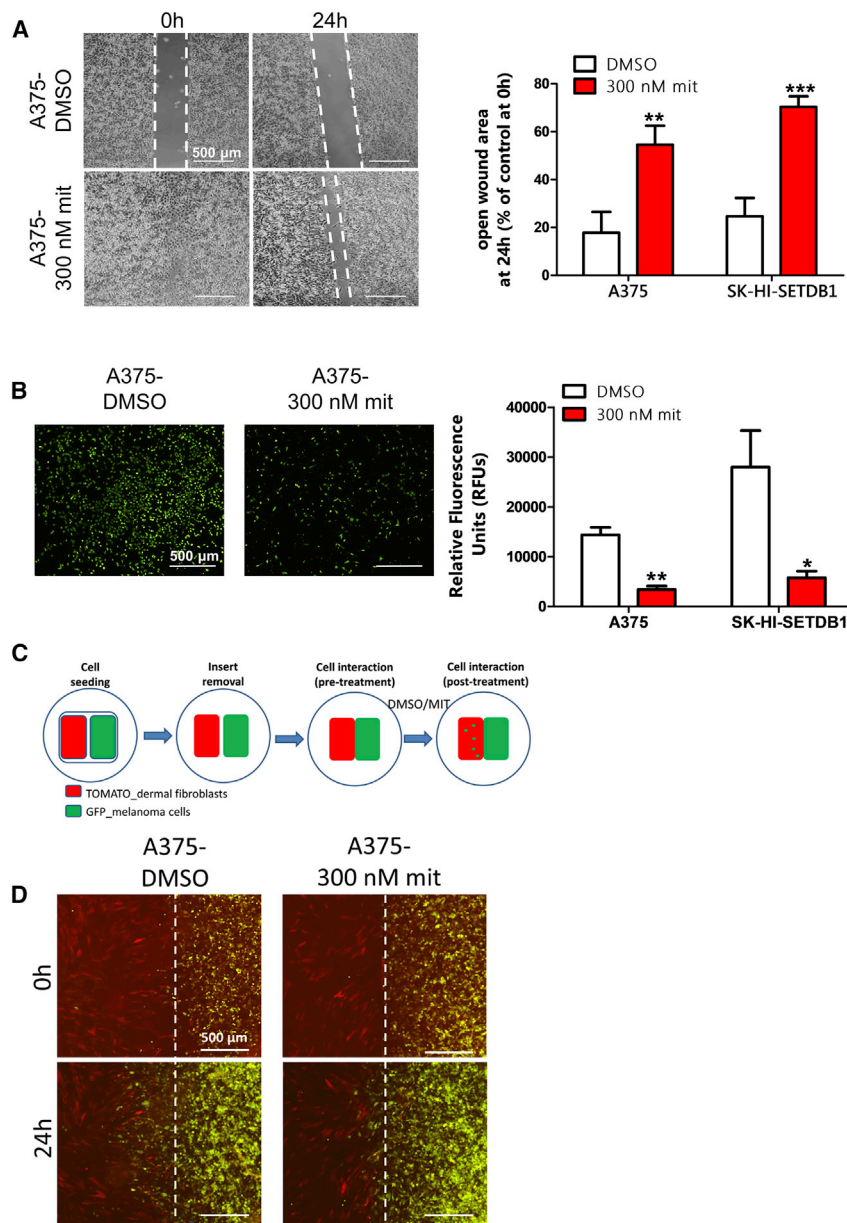 A
0h
24h
A375-
DMSO
500 µm
A375-
300 nM mit
DMSO
300 nM mit
open wound area
at 24h (% of control at 0h)
80
60
40
20
0
**
***
A375
SK-HI-SETDB1
B
A375-
DMSO
A375-
300 nM mit
500 µm
DMSO
300 nM mit
Relative Fluorescence
Units (RFUs)
40000
30000
20000
10000
0
**
*
A375
SK-HI-SETDB1
C
Cell
seeding
Insert
removal
Cell interaction
(pre-treatment)
Cell interaction
(post-treatment)
DMSO/MIT
TOMATO_dermal fibroblasts
GFP_melanoma cells
A375-
DMSO
A375-
300 nM mit
D
0h
500 µm
24h